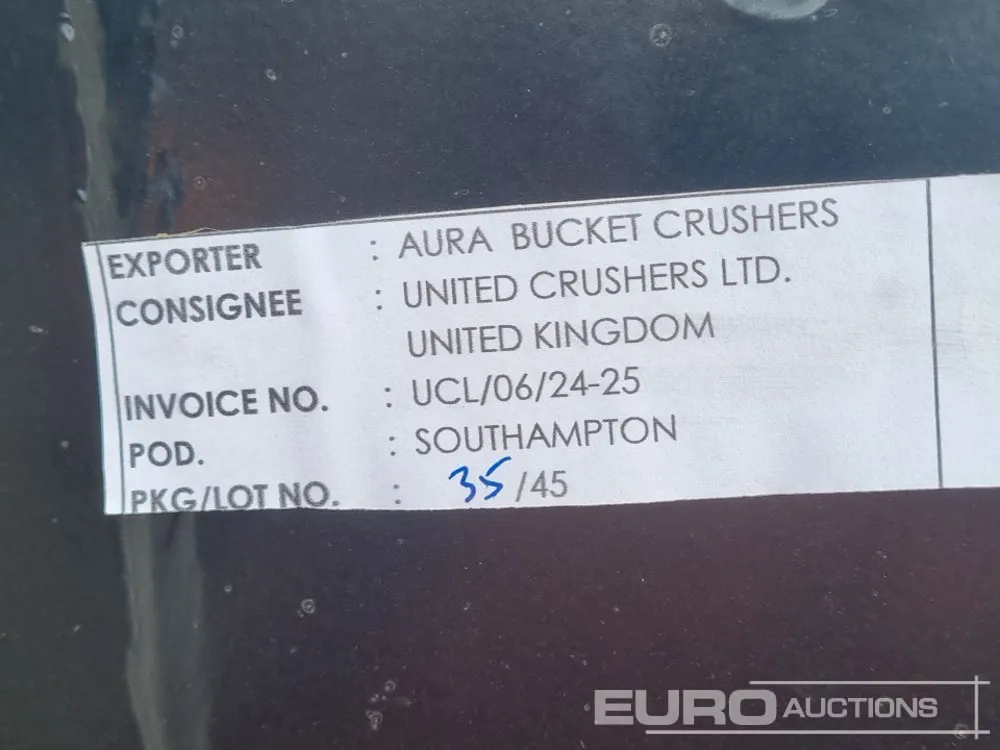 EXPORTER : AURA BUCKET CRUSHERS
CONSIGNEE : UNITED CRUSHERS LTD.
UNITED KINGDOM
INVOICE NO. : UCL/06/24-25
POD. : SOUTHAMPTON
PKG/LOT NO. : 35/45
EURO AUCTIONS